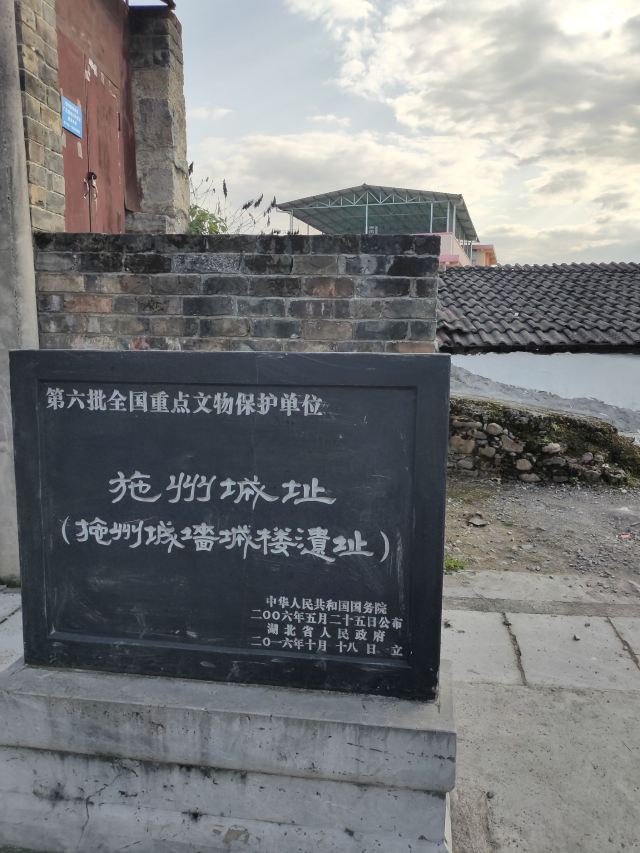 第六批全国重点文物保护单位
施州城址
（施州城墙城楼遗址）
中华人民共和国国务院
二〇〇六年五月二十五日公布
湖北省人民政府
二〇一六年十月十八日 立